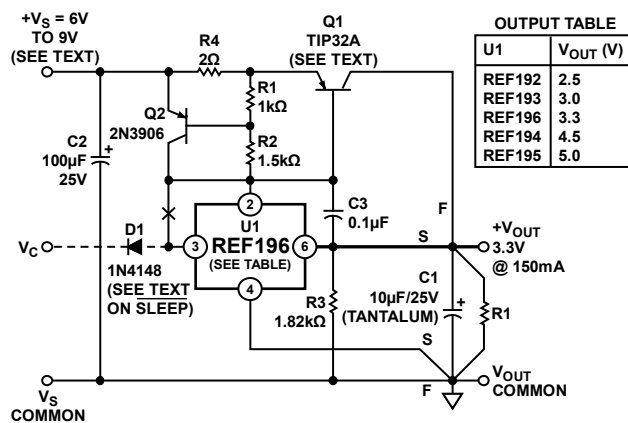 +VS = 6V
TO 9V
(SEE TEXT)
R4
2Ω
Q1
TIP32A
(SEE TEXT)
OUTPUT TABLE
U1
VOUT (V)
REF192
2.5
REF193
3.0
REF196
3.3
REF194
4.5
REF195
5.0
R1
1kΩ
Q2
2N3906
C2
100µF
25V
+
R2
1.5kΩ
2
U1
3
REF196
6
(SEE TABLE)
4
C3
0.1µF
F
S
+VOUT
3.3V
@ 150mA
VC
D1
1N4148
(SEE TEXT
ON SLEEP)
R3
1.82kΩ
C1
10µF/25V
(TANTALUM)
+
R1
S
F
VS
COMMON
VOUT
COMMON